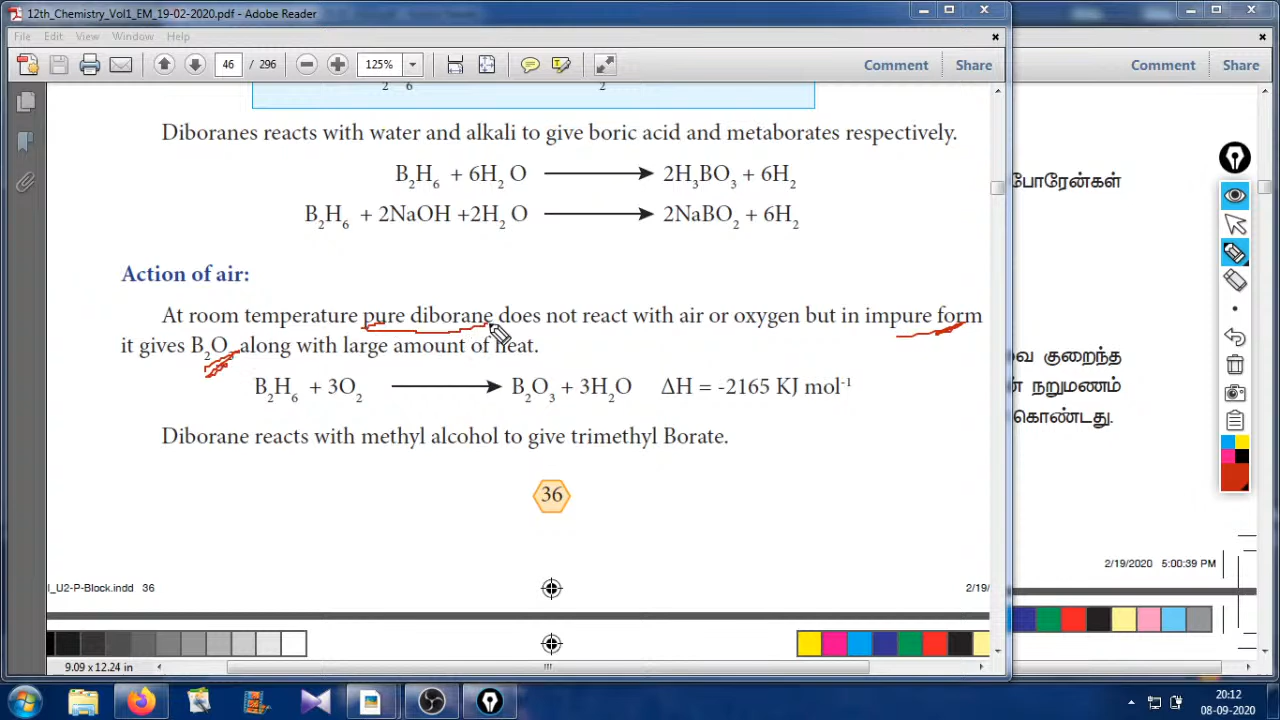 12th_Chemistry_Vol1_EM_19-02-2020.pdf - Adobe Reader
File Edit View Window Help
46 / 296 125% Comment Share
Comment Share
2 6 2
Diboranes reacts with water and alkali to give boric acid and metaborates respectively.
B2H6 + 6H2 O ⟶ 2H3BO3 + 6H2
B2H6 + 2NaOH +2H2 O ⟶ 2NaBO2 + 6H2
Action of air:
At room temperature pure diborane does not react with air or oxygen but in impure form
it gives B2O3 along with large amount of heat.
B2H6 + 3O2 ⟶ B2O3 + 3H2O ΔH = -2165 KJ mol-1
Diborane reacts with methyl alcohol to give trimethyl Borate.
36
I_U2-P-Block.indd 36
2/19/
9.09 x 12.24 in
போரேன்கள்
குறைந்த
நறுமணம்
கொண்டது.
2/19/2020 5:00:39 PM
20:12
08-09-2020